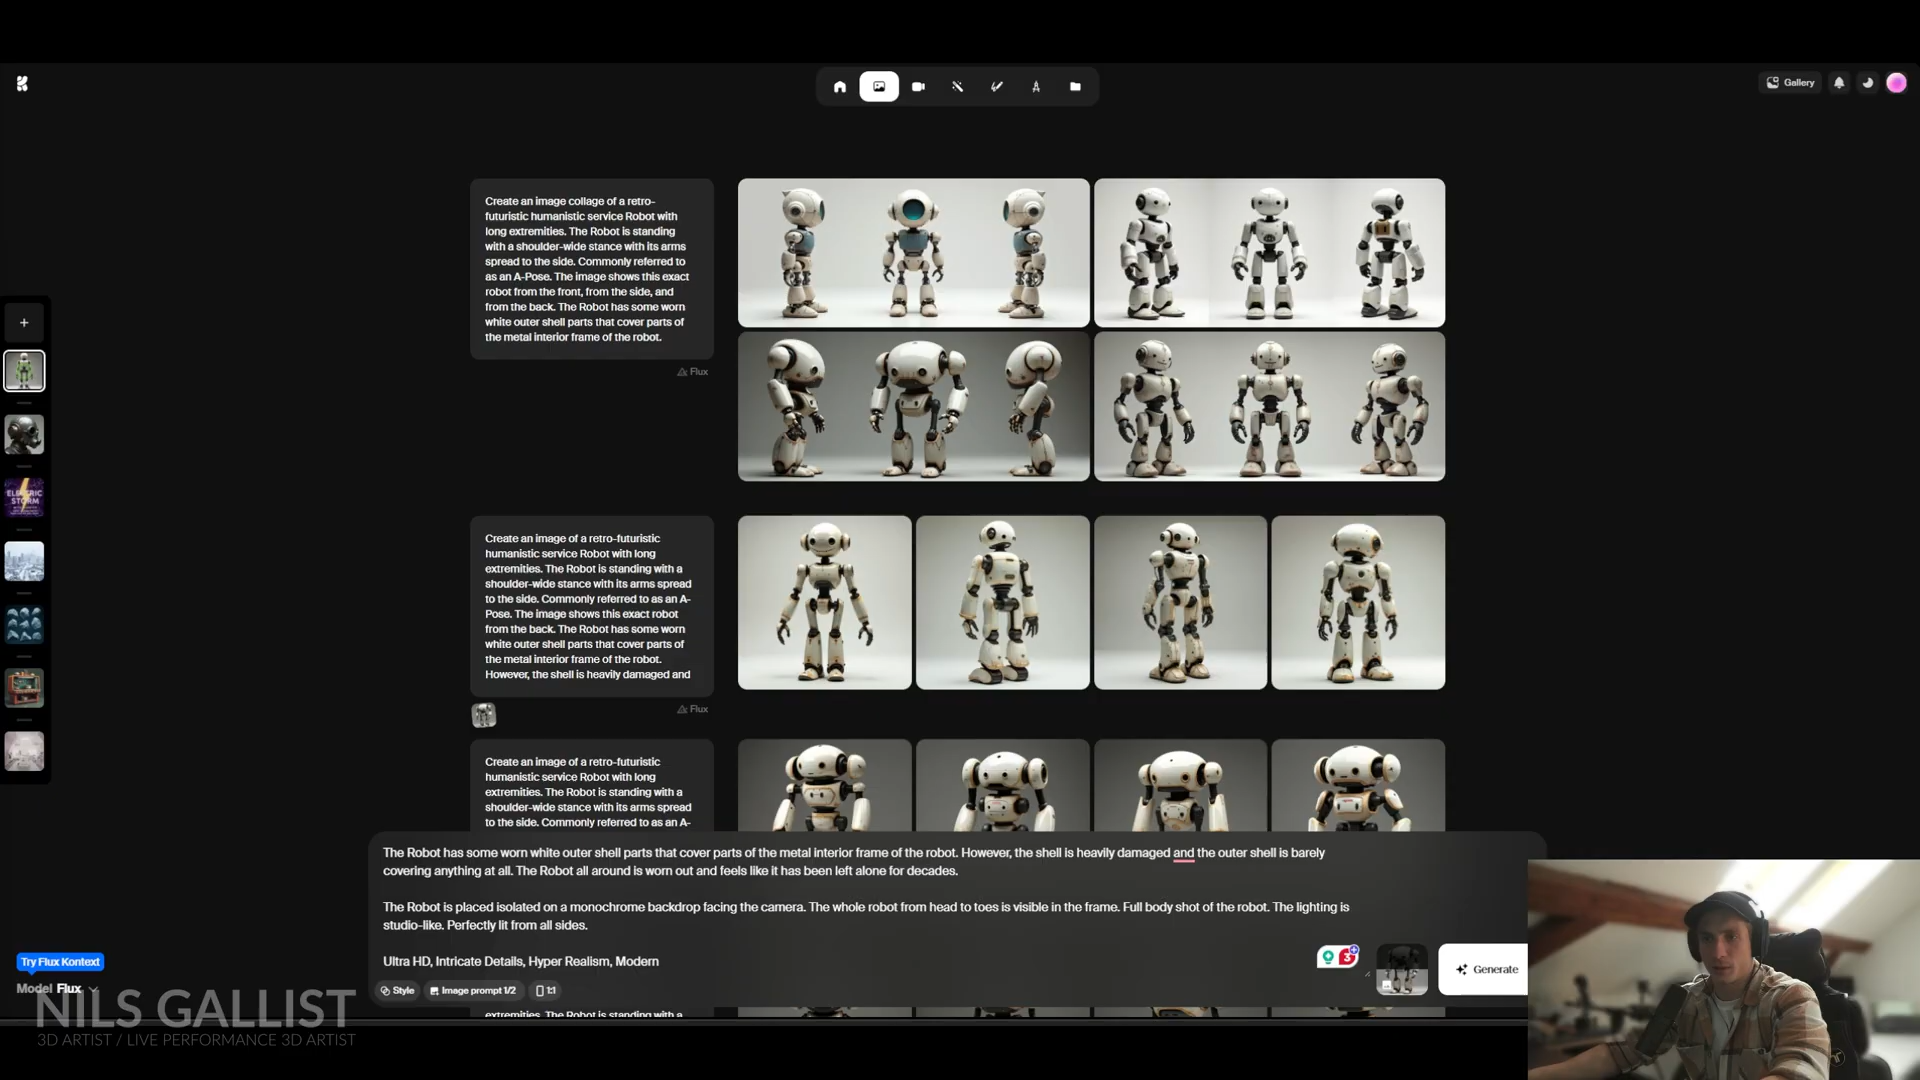 Gallery
Create an image collage of a retro-
futuristic humanistic service Robot with
long extremities. The Robot is standing
with a shoulder-wide stance with its arms
spread to the side. Commonly referred to
as an A-Pose. The image shows this exact
robot from the front, from the side, and
from the back. The Robot has some worn
white outer shell parts that cover parts of
the metal interior frame of the robot.
Flux
ELECTRIC
STORM
Create an image of a retro-futuristic
humanistic service Robot with long
extremities. The Robot is standing with a
shoulder-wide stance with its arms spread
to the side. Commonly referred to as an A-
Pose. The image shows this exact robot
from the back. The Robot has some worn
white outer shell parts that cover parts of
the metal interior frame of the robot.
However, the shell is heavily damaged and
Flux
Create an image of a retro-futuristic
humanistic service Robot with long
extremities. The Robot is standing with a
shoulder-wide stance with its arms spread
to the side. Commonly referred to as an A-
The Robot has some worn white outer shell parts that cover parts of the metal interior frame of the robot. However, the shell is heavily damaged and the outer shell is barely
covering anything at all. The Robot all around is worn out and feels like it has been left alone for decades.
The Robot is placed isolated on a monochrome backdrop facing the camera. The whole robot from head to toes is visible in the frame. Full body shot of the robot. The lighting is
studio-like. Perfectly lit from all sides.
Ultra HD, Intricate Details, Hyper Realism, Modern
3
Generate
Style
Image prompt 1/2
1:1
Try Flux Kontext
Model Flux
extremities. The Robot is standing with a
NILS GALLIST
3D ARTIST / LIVE PERFORMANCE 3D ARTIST